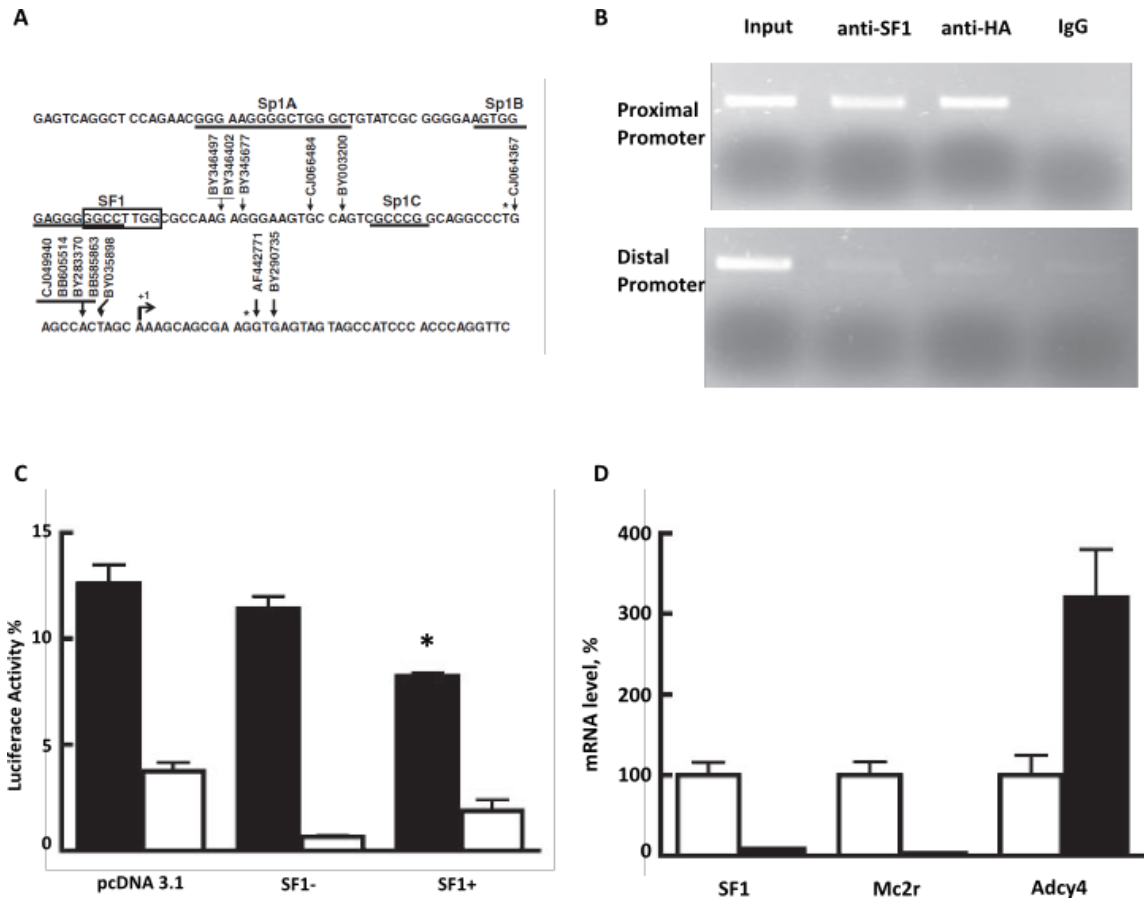 A
Sp1A
Sp1B
GAGTCAGGCT CCAGAACGGG AAGGGGCTGG GCTGTATCGC GGGGAAGTGG
BY346497
BY346402
BY345677
CJ066484
BY003200
CJ064367
SF1
Sp1C
*
GAGGGGGCCT TGGCGCCAAG AGGGAAGTGC CAGTCGCCCG GCAGGCCCTG
CJ049940
BB605514
BY283370
BB585863
BY035898
AF442771
BY290735
+1
*
AGCCACTAGC AAAGCAGCGA AGGTGAGTAG TAGCCATCCC ACCCAGGTTC
B
Input anti-SF1 anti-HA IgG
Proximal
Promoter
Distal
Promoter
C
Luciferace Activity %
15
10
5
0
*
pcDNA 3.1 SF1- SF1+
D
mRNA level, %
400
300
200
100
0
SF1 Mc2r Adcy4